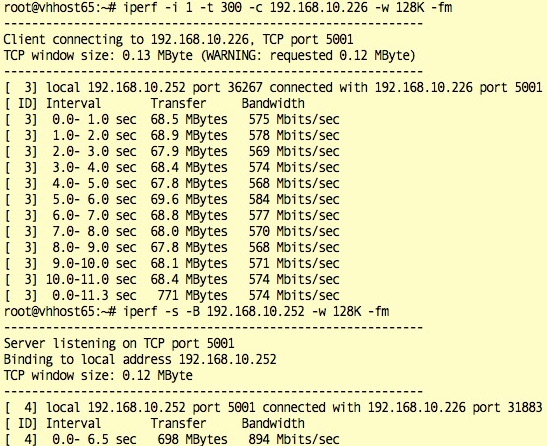 root@vhhost65:~# iperf -i 1 -t 300 -c 192.168.10.226 -w 128K -fm
------------------------------------------------------------
Client connecting to 192.168.10.226, TCP port 5001
TCP window size: 0.13 MByte (WARNING: requested 0.12 MByte)
------------------------------------------------------------
[  3] local 192.168.10.252 port 36267 connected with 192.168.10.226 port 5001
[ ID] Interval       Transfer     Bandwidth
[  3]  0.0- 1.0 sec  68.5 MBytes   575 Mbits/sec
[  3]  1.0- 2.0 sec  68.9 MBytes   578 Mbits/sec
[  3]  2.0- 3.0 sec  67.9 MBytes   569 Mbits/sec
[  3]  3.0- 4.0 sec  68.4 MBytes   574 Mbits/sec
[  3]  4.0- 5.0 sec  67.8 MBytes   568 Mbits/sec
[  3]  5.0- 6.0 sec  69.6 MBytes   584 Mbits/sec
[  3]  6.0- 7.0 sec  68.8 MBytes   577 Mbits/sec
[  3]  7.0- 8.0 sec  68.0 MBytes   570 Mbits/sec
[  3]  8.0- 9.0 sec  67.8 MBytes   568 Mbits/sec
[  3]  9.0-10.0 sec  68.1 MBytes   571 Mbits/sec
[  3] 10.0-11.0 sec  68.4 MBytes   574 Mbits/sec
[  3]  0.0-11.3 sec   771 MBytes   574 Mbits/sec
root@vhhost65:~# iperf -s -B 192.168.10.252 -w 128K -fm
------------------------------------------------------------
Server listening on TCP port 5001
Binding to local address 192.168.10.252
TCP window size: 0.12 MByte
------------------------------------------------------------
[  4] local 192.168.10.252 port 5001 connected with 192.168.10.226 port 31883
[ ID] Interval       Transfer     Bandwidth
[  4]  0.0- 6.5 sec   698 MBytes   894 Mbits/sec